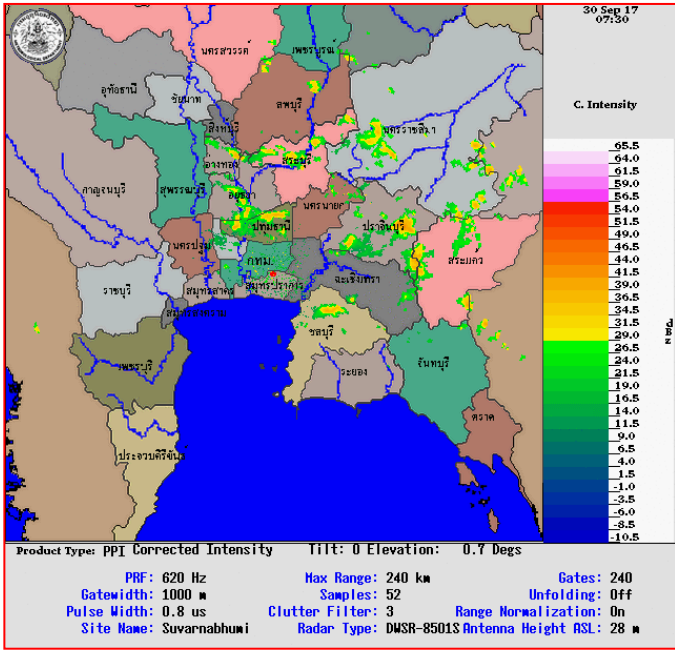 30 Sep 17
07:30
C. Intensity
นครสวรรค์
เพชรบูรณ์
อุทัยธานี
ชัยนาท
ลพบุรี
สิงห์บุรี
นครราชสีมา
อ่างทอง
สระบุรี
กาญจนบุรี
สุพรรณบุรี
อยุธยา
นครนายก
ปทุมธานี
ปราจีนบุรี
นครปฐม
กทม.
สระแก้ว
ราชบุรี
สมุทรสาคร
สมุทรปราการ
ฉะเชิงเทรา
สมุทรสงคราม
ชลบุรี
เพชรบุรี
ระยอง
จันทบุรี
ตราด
ประจวบคีรีขันธ์
65.5
64.0
61.5
59.0
56.5
54.0
51.5
49.0
46.5
44.0
41.5
39.0
36.5
34.0
31.5
29.0
26.5
24.0
21.5
19.0
16.5
14.0
11.5
9.0
6.5
4.0
1.5
-1.0
-3.5
-6.0
-8.5
-10.5
Product Type: PPI Corrected Intensity Tilt: 0 Elevation: 0.7 Degs
PRF: 620 Hz Max Range: 240 km Gates: 240
Gatewidth: 1000 m Samples: 52 Unfolding: Off
Pulse Width: 0.8 us Clutter Filter: 3 Range Normalization: On
Site Name: Suvarnabhumi Radar Type: DWSR-8501S Antenna Height ASL: 28 m